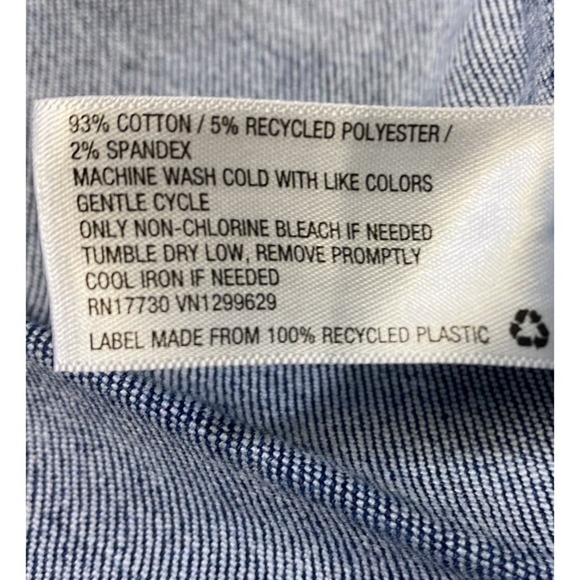 93% COTTON / 5% RECYCLED POLYESTER /
2% SPANDEX
MACHINE WASH COLD WITH LIKE COLORS
GENTLE CYCLE
ONLY NON-CHLORINE BLEACH IF NEEDED
TUMBLE DRY LOW, REMOVE PROMPTLY
COOL IRON IF NEEDED
RN17730 VN1299629
LABEL MADE FROM 100% RECYCLED PLASTIC